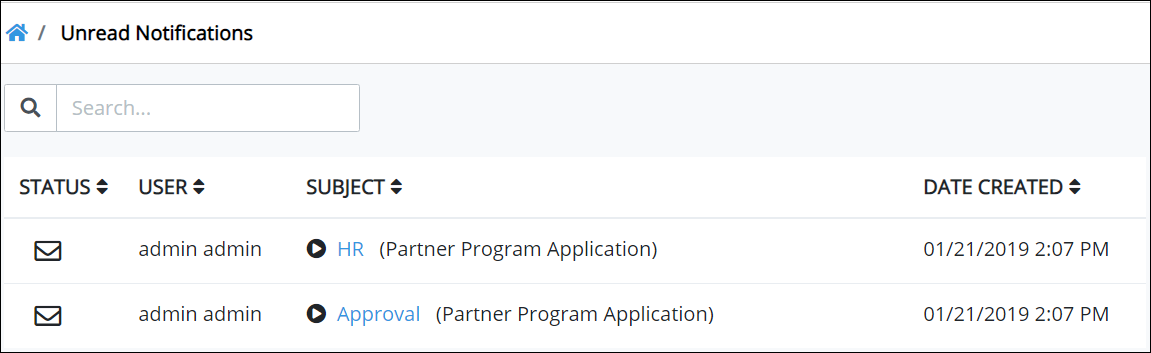 / Unread Notifications
Search...
STATUS USER SUBJECT DATE CREATED
admin admin HR (Partner Program Application) 01/21/2019 2:07 PM
admin admin Approval (Partner Program Application) 01/21/2019 2:07 PM